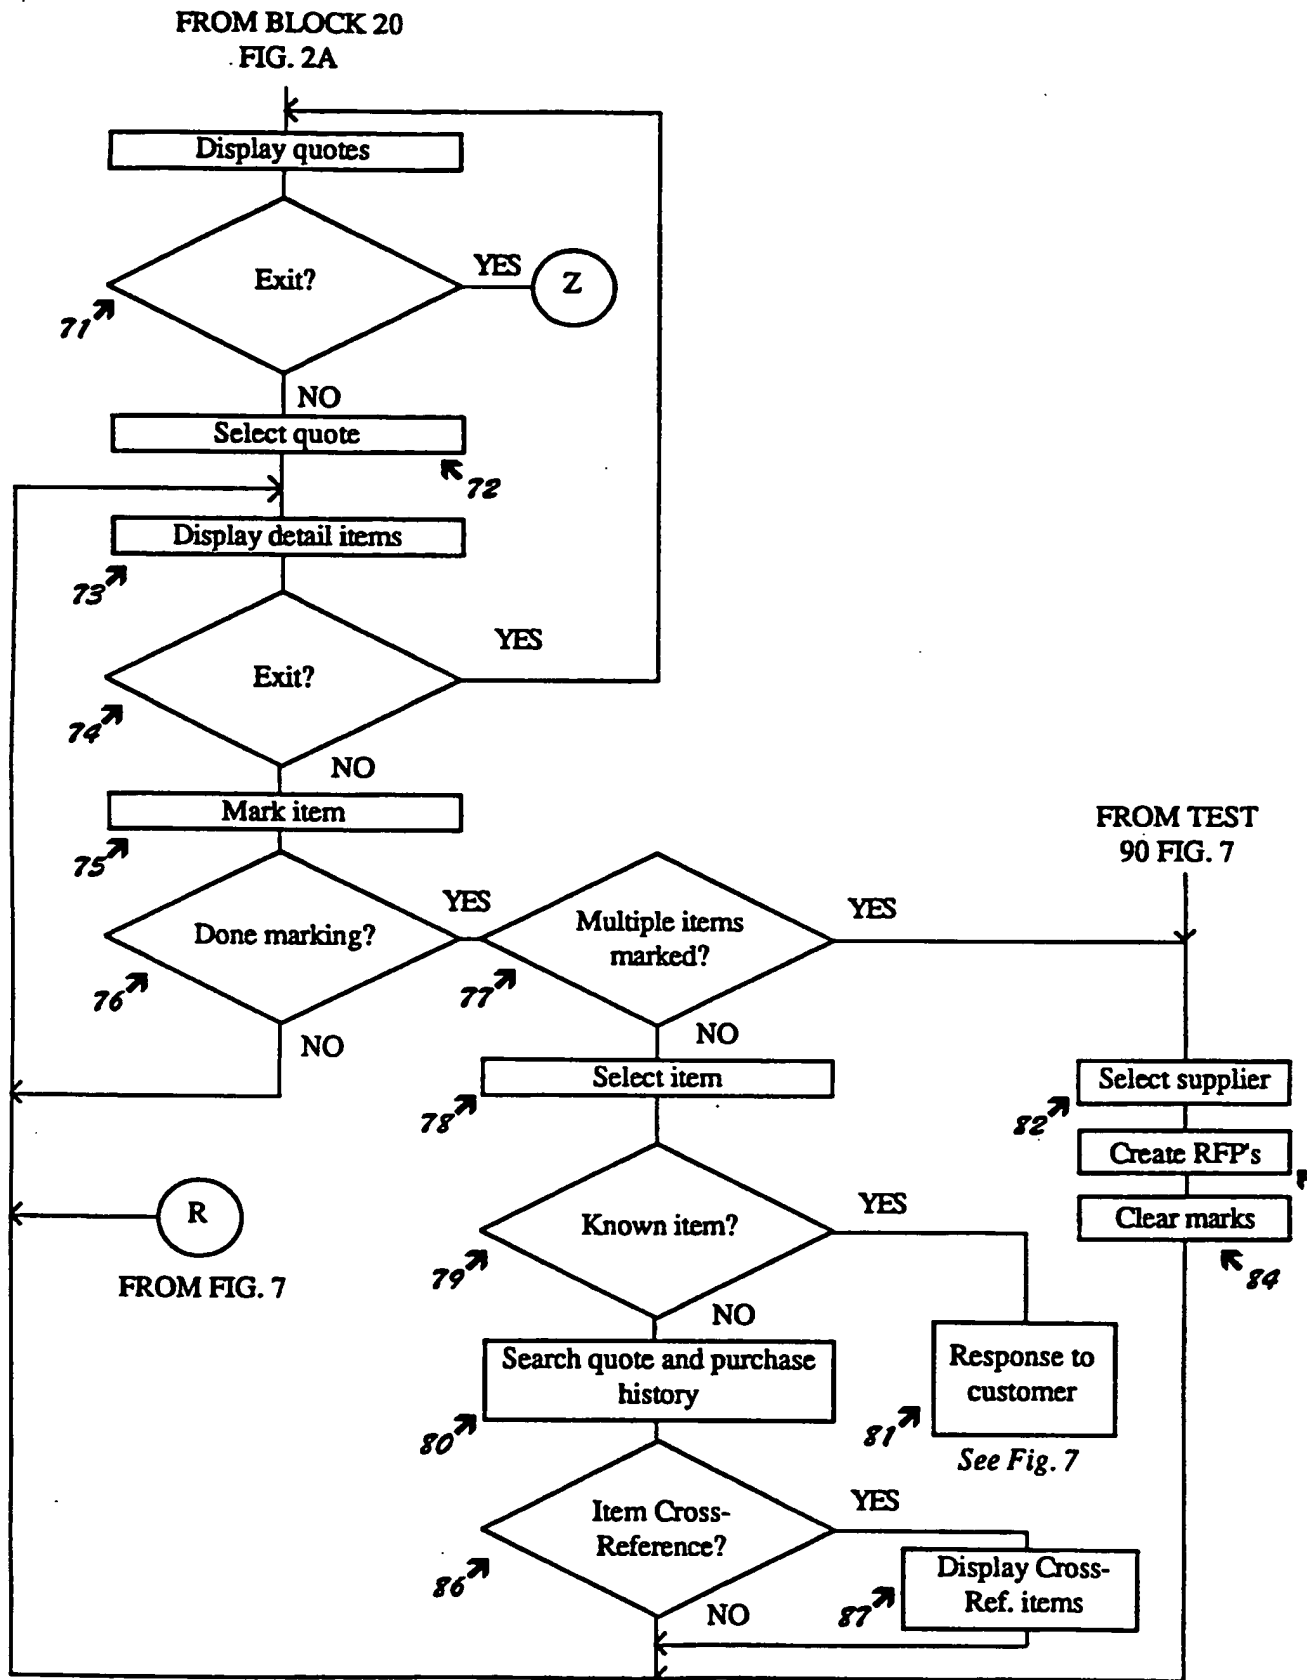 FROM BLOCK 20
FIG. 2A
Display quotes
Exit?
YES
Z
71
NO
Select quote
72
Display detail items
73
Exit?
YES
74
NO
Mark item
75
FROM TEST
90 FIG. 7
Done marking?
YES
Multiple items
marked?
YES
76
77
NO
NO
Select item
78
Select supplier
82
Create RFP's
Clear marks
84
R
FROM FIG. 7
Known item?
YES
79
NO
Search quote and purchase
history
80
Response to
customer
81
See Fig. 7
Item Cross-
Reference?
YES
86
NO
Display Cross-
Ref. items
87